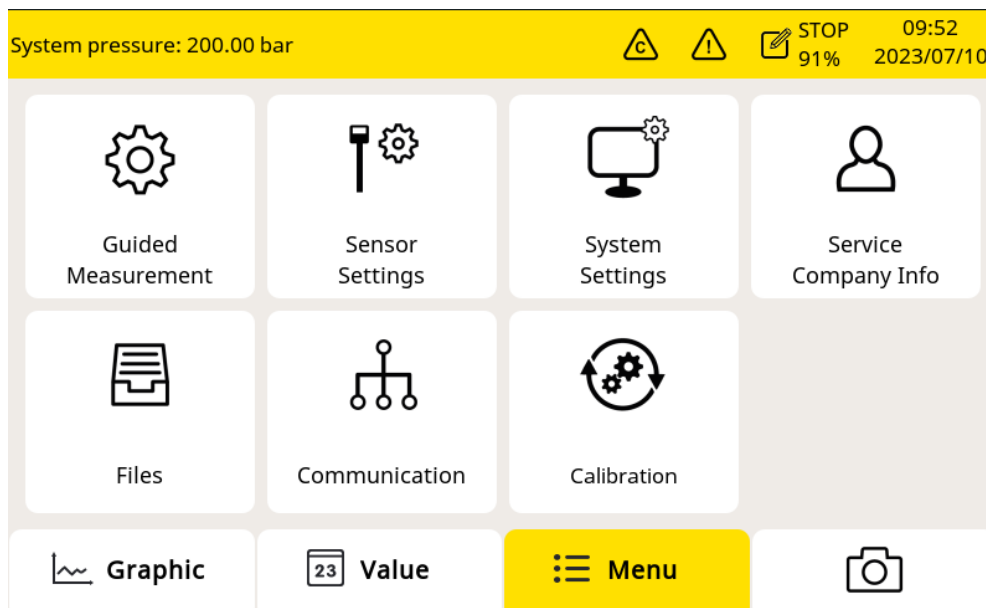 System pressure: 200.00 bar
C
!
STOP
91%
09:52
2023/07/10
Guided
Measurement
Sensor
Settings
System
Settings
Service
Company Info
Files
Communication
Calibration
Graphic
23
Value
Menu